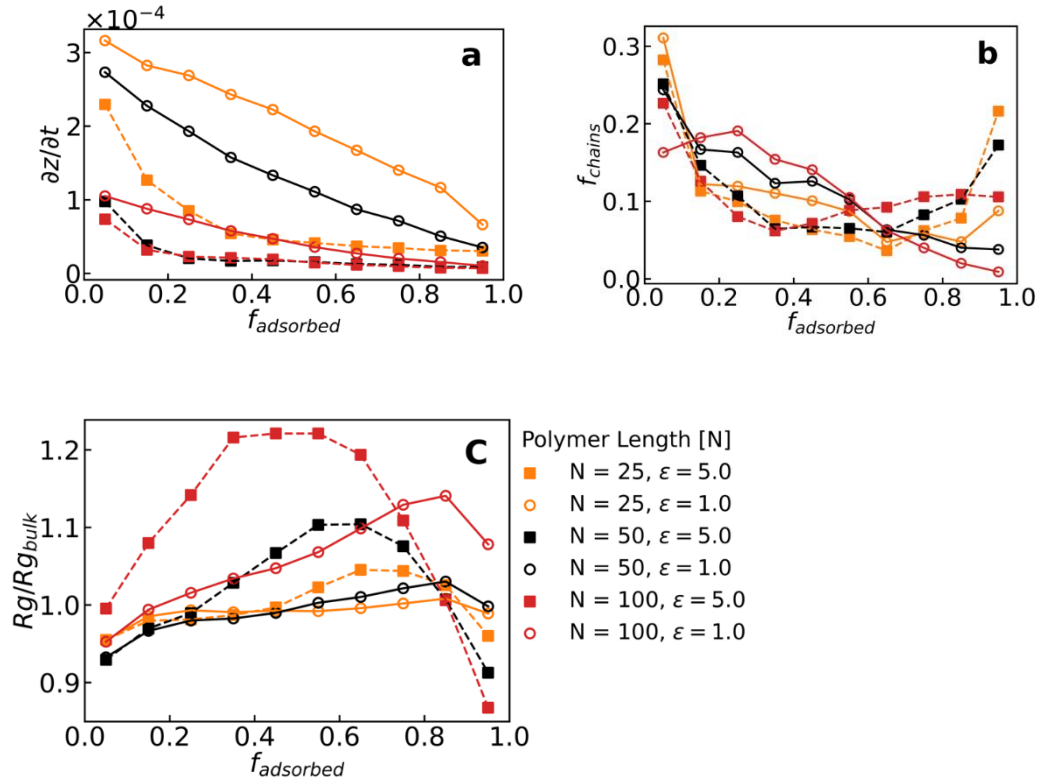 ×10⁻⁴
a
3
2
1
0
∂z/∂t
0.0 0.2 0.4 0.6 0.8 1.0
f_adsorbed
b
0.3
0.2
0.1
0.0
f_chains
0.0 0.2 0.4 0.6 0.8 1.0
f_adsorbed
C
1.2
1.1
1.0
0.9
Rg/Rg_bulk
0.0 0.2 0.4 0.6 0.8 1.0
f_adsorbed
Polymer Length [N]
N = 25, ε = 5.0
N = 25, ε = 1.0
N = 50, ε = 5.0
N = 50, ε = 1.0
N = 100, ε = 5.0
N = 100, ε = 1.0